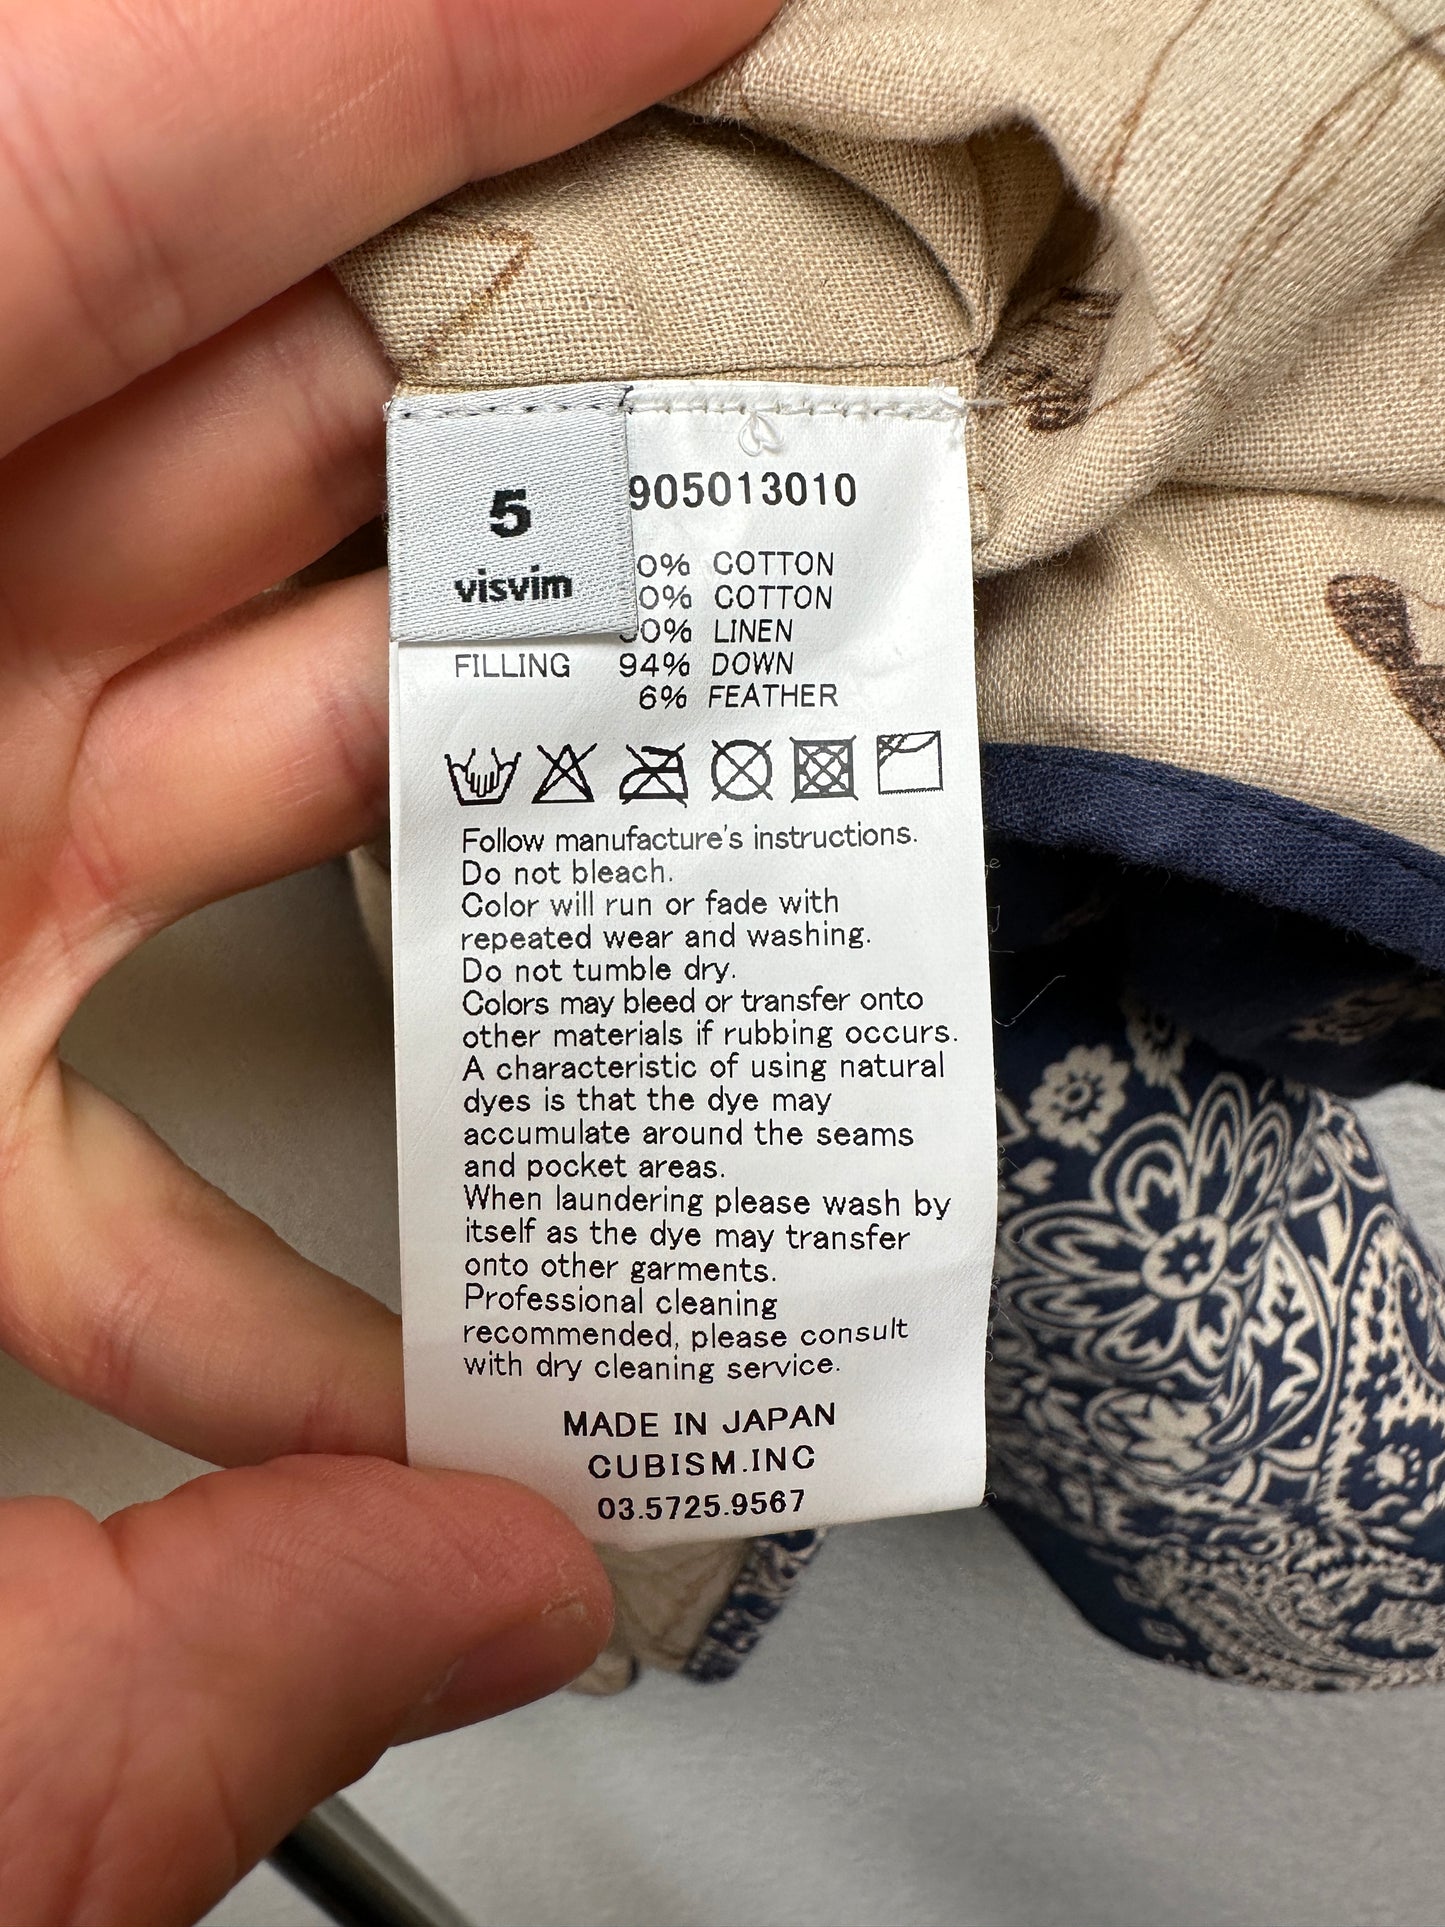 5
visvim
905013010
0% COTTON
0% COTTON
0% LINEN
FILLING 94% DOWN
6% FEATHER
Follow manufacture's instructions.
Do not bleach.
Color will run or fade with
repeated wear and washing.
Do not tumble dry.
Colors may bleed or transfer onto
other materials if rubbing occurs.
A characteristic of using natural
dyes is that the dye may
accumulate around the seams
and pocket areas.
When laundering please wash by
itself as the dye may transfer
onto other garments.
Professional cleaning
recommended, please consult
with dry cleaning service.
MADE IN JAPAN
CUBISM.INC
03.5725.9567